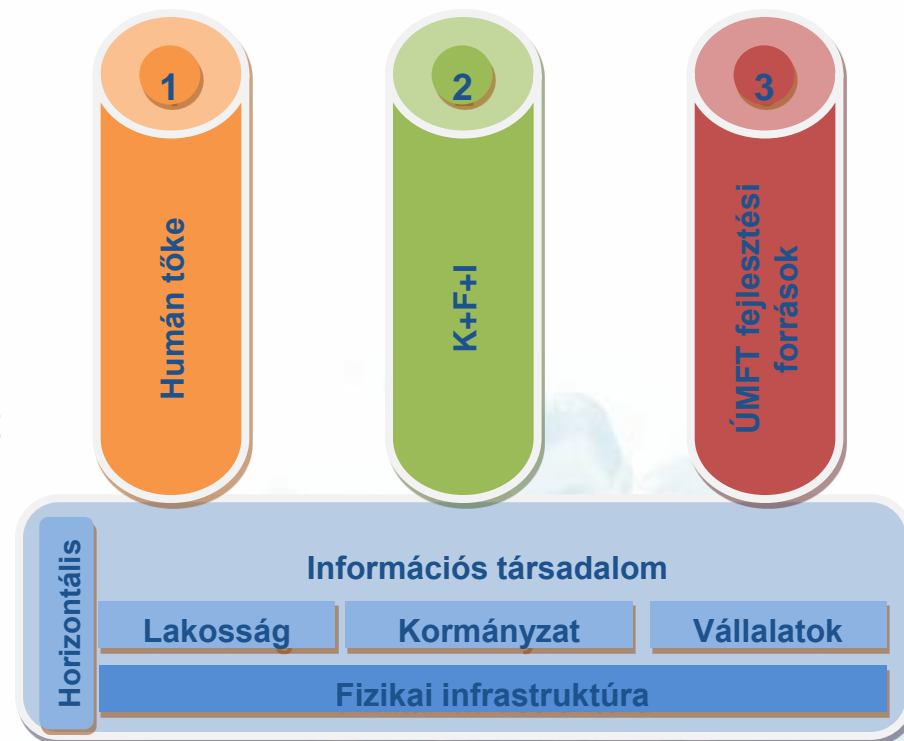 1
2
3
Humán tőke
K+F+I
ÚMFT fejlesztési
források
Horizontális
Információs társadalom
Lakosság
Kormányzat
Vállalatok
Fizikai infrastruktúra